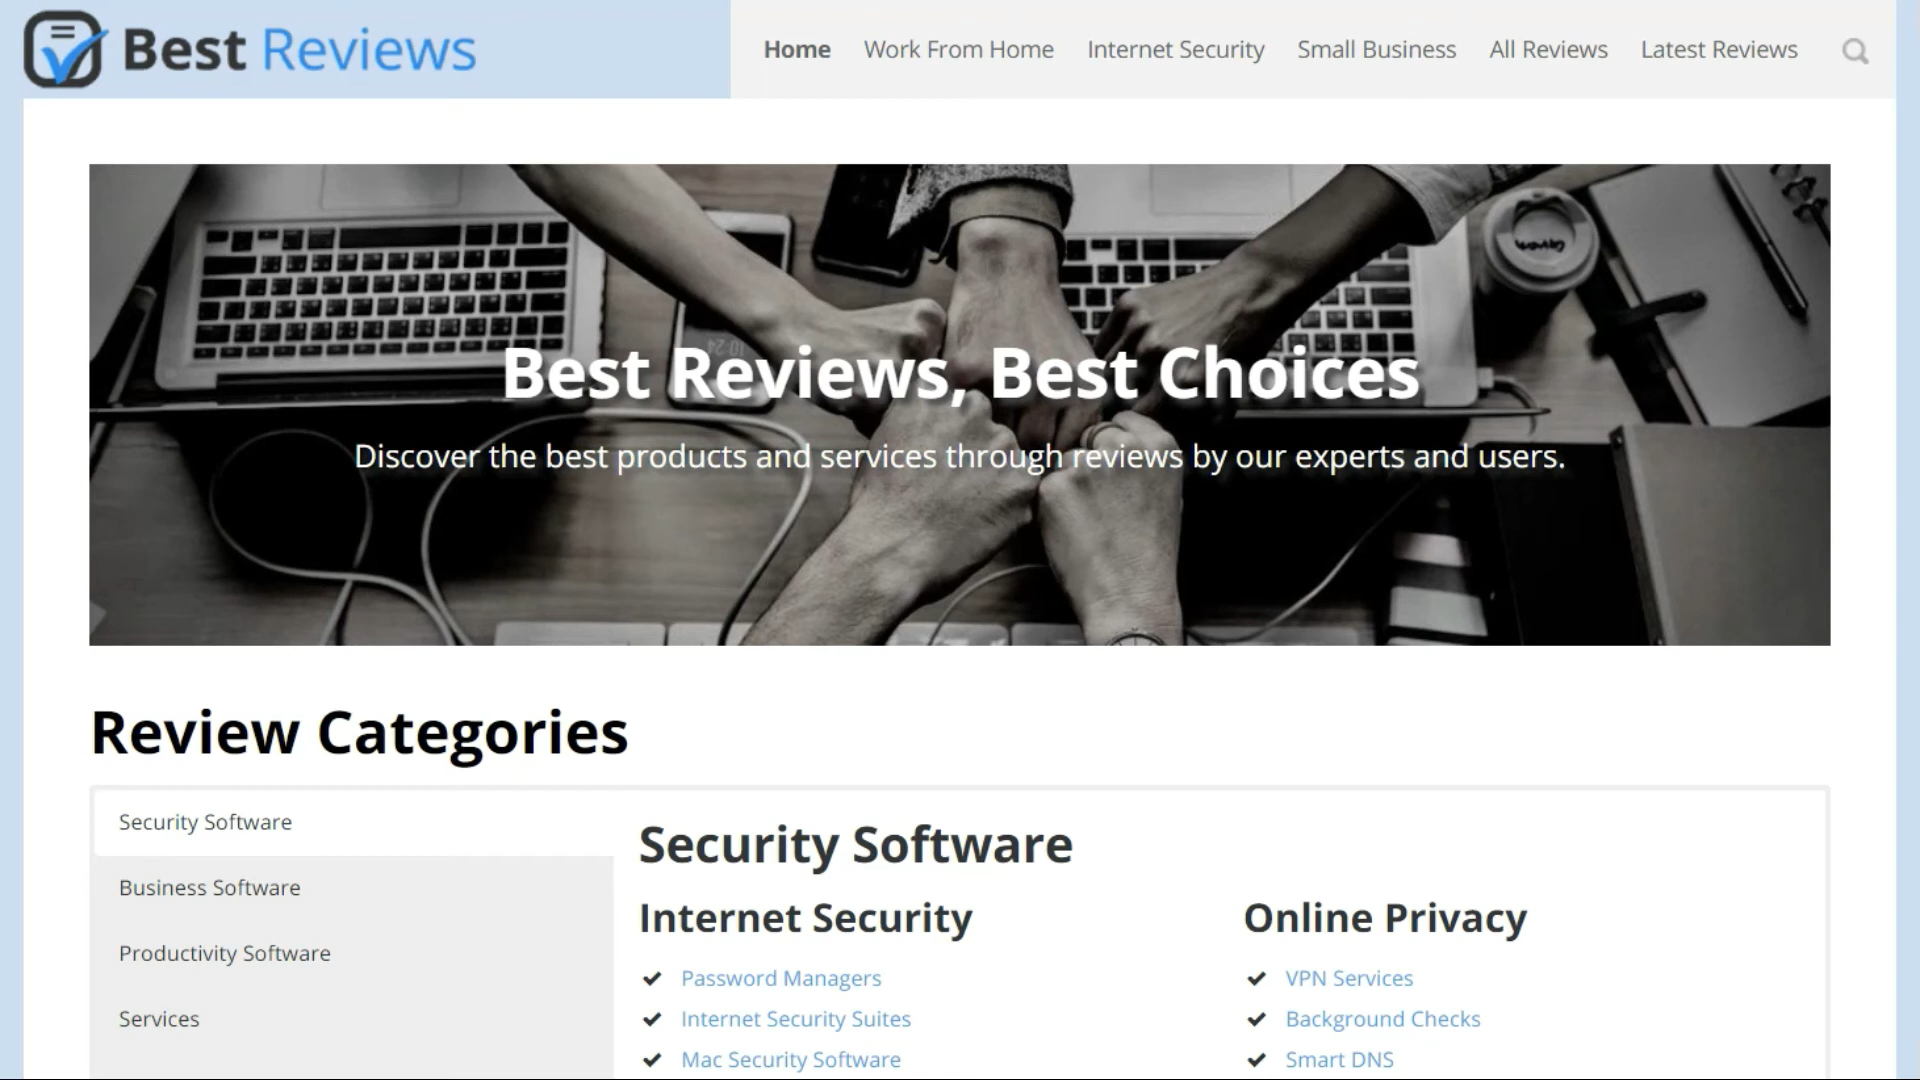 Best Reviews
Home Work From Home Internet Security Small Business All Reviews Latest Reviews
Best Reviews, Best Choices
Discover the best products and services through reviews by our experts and users.
Review Categories
Security Software
Business Software
Productivity Software
Services
Security Software
Internet Security
Password Managers
Internet Security Suites
Mac Security Software
Online Privacy
VPN Services
Background Checks
Smart DNS